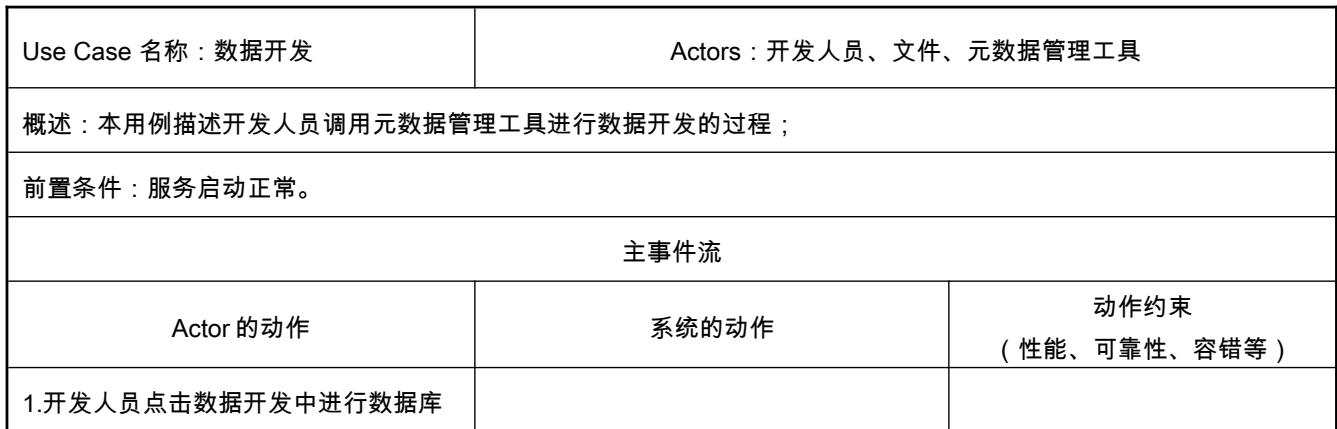 Use Case 名称：数据开发
Actors：开发人员、文件、元数据管理工具
概述：本用例描述开发人员调用元数据管理工具进行数据开发的过程；
前置条件：服务启动正常。
主事件流
Actor 的动作
系统的动作
动作约束
（性能、可靠性、容错等）
1.开发人员点击数据开发中进行数据库